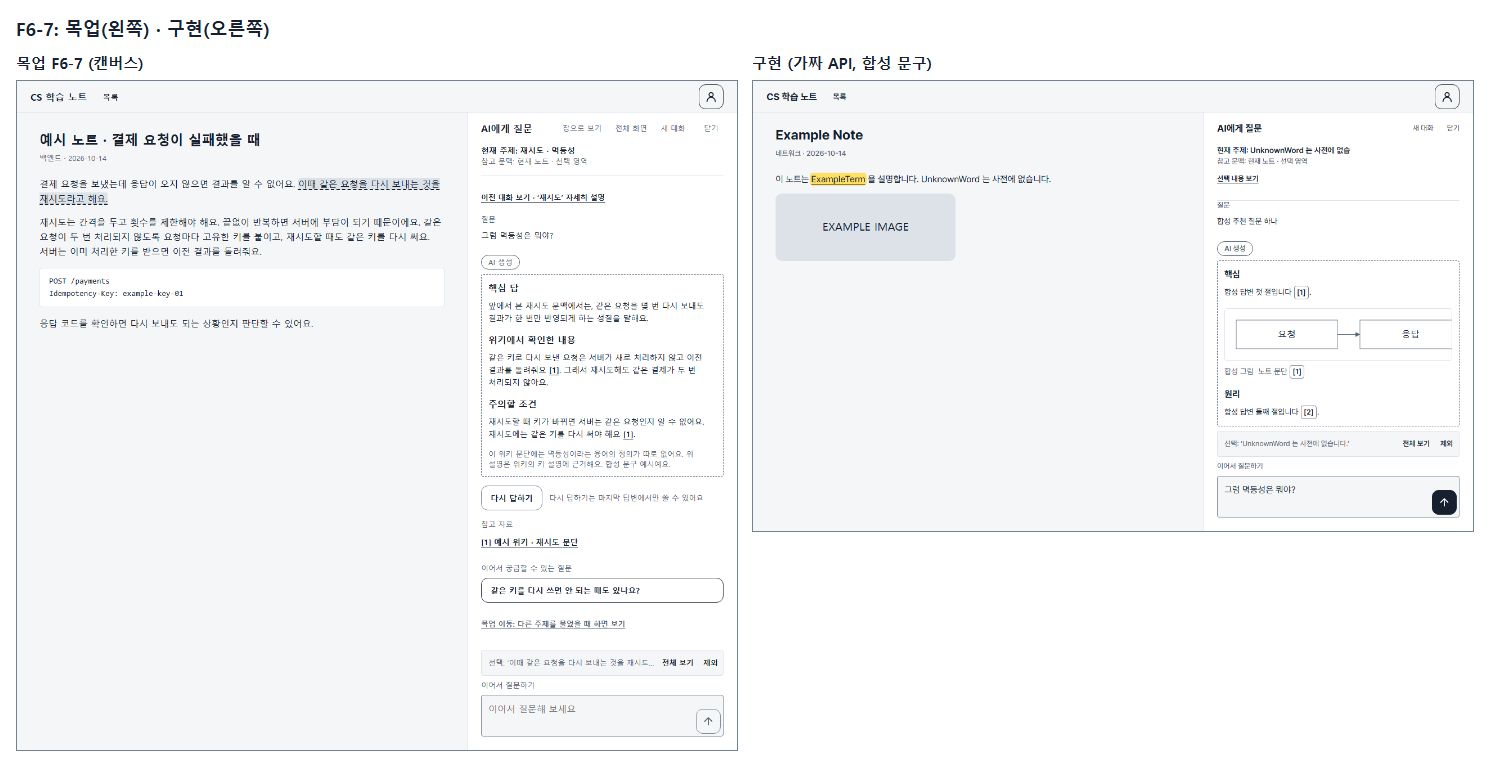 F6-7: 목업(왼쪽) · 구현(오른쪽)
목업 F6-7 (캔버스)
CS 학습 노트 목록
예시 노트 · 결제 요청이 실패했을 때
백엔드 · 2026-10-14
결제 요청을 보냈는데 응답이 오지 않으면 결과를 알 수 없어요. 이때 같은 요청을 다시 보내는 것을
재시도라고 해요.
재시도는 간격을 두고 횟수를 제한해야 해요. 끝없이 반복하면 서버에 부담이 되기 때문이에요. 같은
요청이 두 번 처리되지 않도록 요청마다 고유한 키를 붙이고, 재시도할 때도 같은 키를 다시 써요.
서버는 이미 처리한 키를 받으면 이전 결과를 돌려줘요.
POST /payments
Idempotency-Key: example-key-01
응답 코드를 확인하면 다시 보내도 되는 상황인지 판단할 수 있어요.
AI에게 질문 창으로 보기 전체 화면 새 대화 닫기
현재 주제: 재시도 · 멱등성
참고 문맥: 현재 노트 · 선택 영역
이전 대화 보기 · ‘재시도’ 자세히 설명
질문
그럼 멱등성은 뭐야?
AI 생성
핵심 답
앞에서 본 재시도 문맥에서는, 같은 요청을 몇 번 다시 보내도
결과가 한 번만 반영되게 하는 성질을 말해요.
위키에서 확인한 내용
같은 키로 다시 보낸 요청은 서버가 새로 처리하지 않고 이전
결과를 돌려줘요 [1]. 그래서 재시도해도 같은 결제가 두 번
처리되지 않아요.
주의할 조건
재시도할 때 키가 바뀌면 서버는 같은 요청인지 알 수 없어요.
재시도에는 같은 키를 다시 써야 해요 [1].
이 위키 문단에는 멱등성이라는 용어의 정의가 따로 없어요. 위
설명은 위키의 키 설명에 근거해요. 합성 문구 예시예요.
다시 답하기 다시 답하기는 마지막 답변에서만 쓸 수 있어요
참고 자료
[1] 예시 위키 · 재시도 문단
이어서 궁금할 수 있는 질문
같은 키를 다시 쓰면 안 되는 때도 있나요?
목업 이동: 다른 주제를 물었을 때 화면 보기
선택: ‘이때 같은 요청을 다시 보내는 것을 재시도... 전체 보기 제외
이어서 질문하기
이어서 질문해 보세요
구현 (가짜 API, 합성 문구)
CS 학습 노트 목록
Example Note
네트워크 · 2026-10-14
이 노트는 ExampleTerm 을 설명합니다. UnknownWord 는 사전에 없습니다.
EXAMPLE IMAGE
AI에게 질문 새 대화 닫기
현재 주제: UnknownWord 는 사전에 없습
참고 문맥: 현재 노트 · 선택 영역
선택 내용 보기
질문
합성 추천 질문 하나
AI 생성
핵심
합성 답변 첫 절입니다 [1].
요청 응답
합성 그림 · 노트 문단 [1]
원리
합성 답변 둘째 절입니다 [2].
선택: ‘UnknownWord 는 사전에 없습니다.’ 전체 보기 제외
이어서 질문하기
그럼 멱등성은 뭐야?